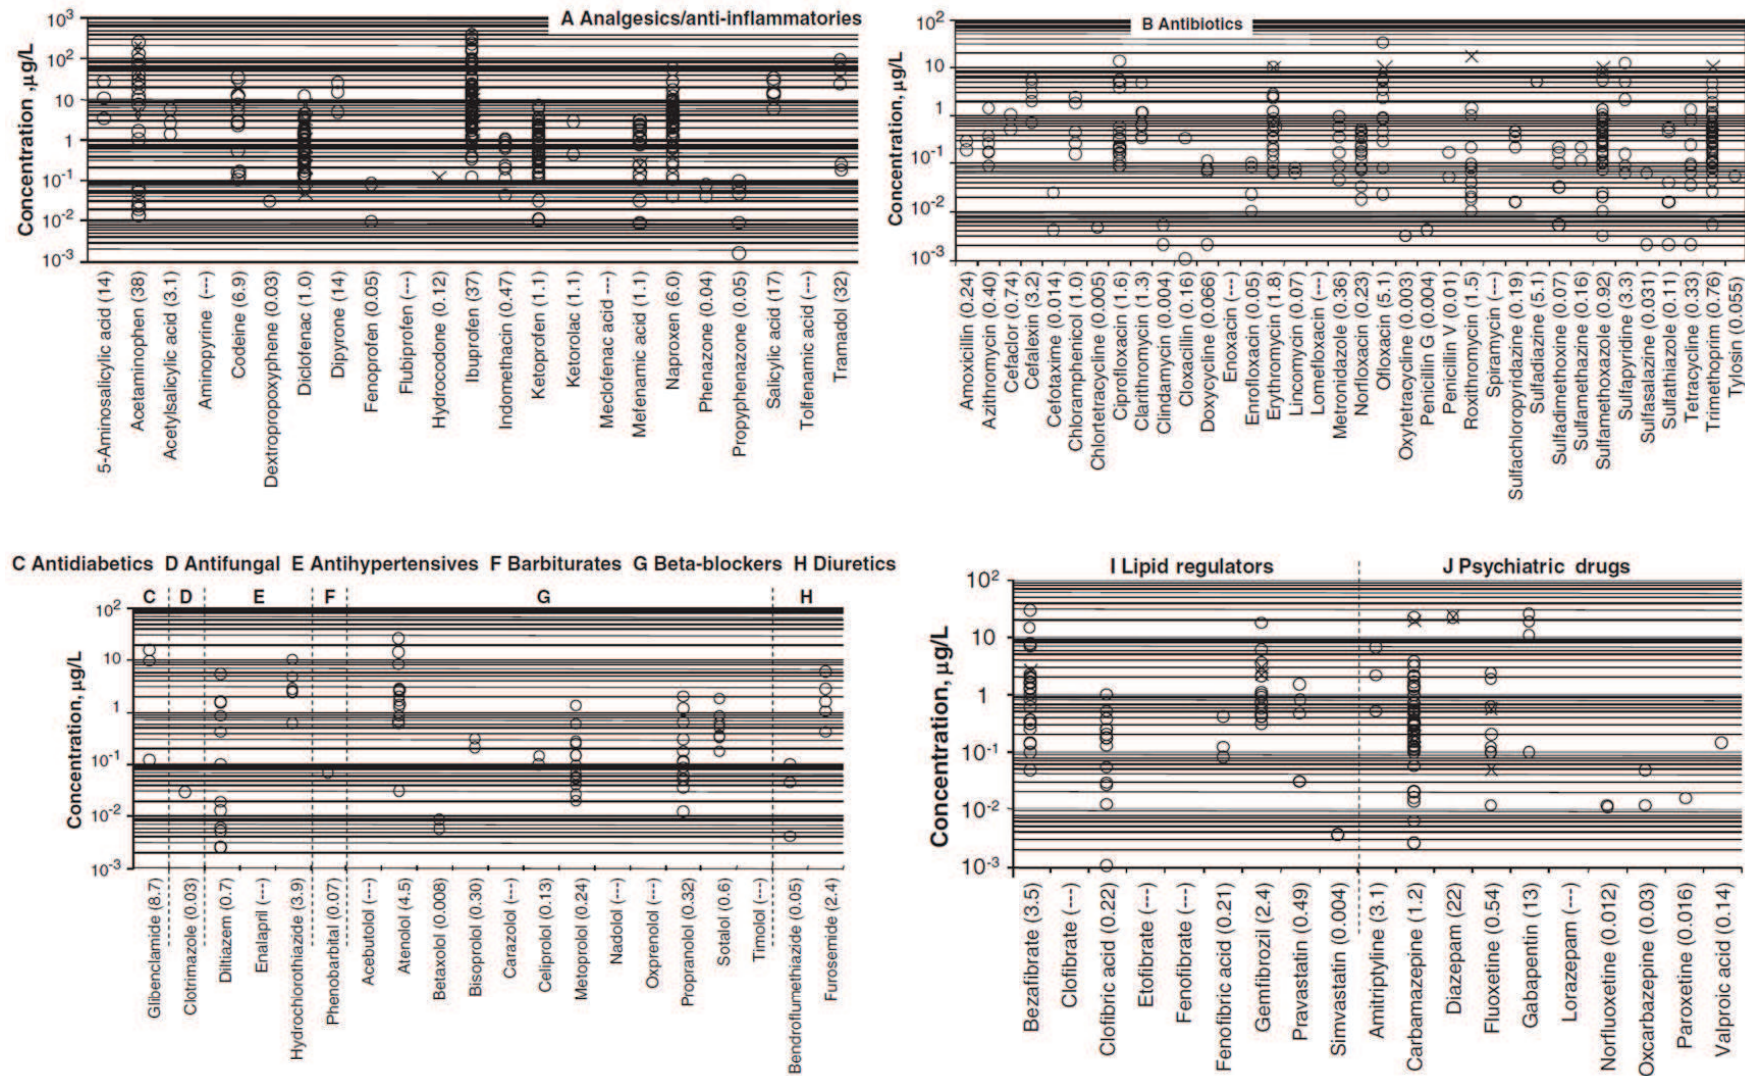 A Analgesics/anti-inflammatories
Concentration ,µg/L
10³
10²
10
1
10⁻¹
10⁻²
10⁻³
5-Aminosalicylic acid (14)
Acetaminophen (38)
Acetylsalicylic acid (3.1)
Aminopyrine (---)
Codeine (6.9)
Dextropropoxyphene (0.03)
Diclofenac (1.0)
Dipyrone (14)
Fenoprofen (0.05)
Flubiprofen (---)
Hydrocodone (0.12)
Ibuprofen (37)
Indomethacin (0.47)
Ketoprofen (1.1)
Ketorolac (1.1)
Meclofenac acid ---)
Mefenamic acid (1.1)
Naproxen (6.0)
Phenazone (0.04)
Propyphenazone (0.05)
Salicylic acid (17)
Tolfenamic acid (---)
Tramadol (32)
B Antibiotics
Concentration, µg/L
10²
10
1
10⁻¹
10⁻²
10⁻³
Amoxicillin (0.24)
Azithromycin (0.40)
Cefaclor (0.74)
Cefalexin (3.2)
Cefotaxime (0.014)
Chloramphenicol (1.0)
Chlortetracycline (0.005)
Ciprofloxacin (1.6)
Clarithromycin (1.3)
Clindamycin (0.004)
Cloxacillin (0.16)
Doxycycline (0.066)
Enoxacin (---)
Enrofloxacin (0.05)
Erythromycin (1.8)
Lincomycin (0.07)
Lomefloxacin (---)
Metronidazole (0.36)
Norfloxacin (0.23)
Ofloxacin (5.1)
Oxytetracycline (0.003)
Penicillin G (0.004)
Penicillin V (0.01)
Roxithromycin (1.5)
Spiramycin (---)
Sulfachloropyridazine (0.19)
Sulfadiazine (5.1)
Sulfadimethoxine (0.07)
Sulfamethazine (0.16)
Sulfamethoxazole (0.92)
Sulfapyridine (3.3)
Sulfasalazine (0.031)
Sulfathiazole (0.11)
Tetracycline (0.33)
Trimethoprim (0.76)
Tylosin (0.055)
C Antidiabetics D Antifungal E Antihypertensives F Barbiturates G Beta-blockers H Diuretics
C D E F G H
Concentration, µg/L
10²
10
1
10⁻¹
10⁻²
10⁻³
Glibenclamide (8.7)
Clotrimazole (0.03)
Diltiazem (0.7)
Enalapril (---)
Hydrochlorothiazide (3.9)
Phenobarbital (0.07)
Acebutolol (---)
Atenolol (4.5)
Betaxolol (0.008)
Bisoprolol (0.30)
Carazolol (---)
Celiprolol (0.13)
Metoprolol (0.24)
Nadolol (---)
Oxprenolol (---)
Propranolol (0.32)
Sotalol (0.6)
Timolol (---)
Bendroflumethiazide (0.05)
Furosemide (2.4)
I Lipid regulators J Psychiatric drugs
Concentration, µg/L
10²
10
1
10⁻¹
10⁻²
10⁻³
Bezafibrate (3.5)
Clofibrate (---)
Clofibric acid (0.22)
Etofibrate (---)
Fenofibrate (---)
Fenofibric acid (0.21)
Gemfibrozil (2.4)
Pravastatin (0.49)
Simvastatin (0.004)
Amitriptyline (3.1)
Carbamazepine (1.2)
Diazepam (22)
Fluoxetine (0.54)
Gabapentin (13)
Lorazepam (---)
Norfluoxetine (0.012)
Oxcarbazepine (0.03)
Paroxetine (0.016)
Valproic acid (0.14)